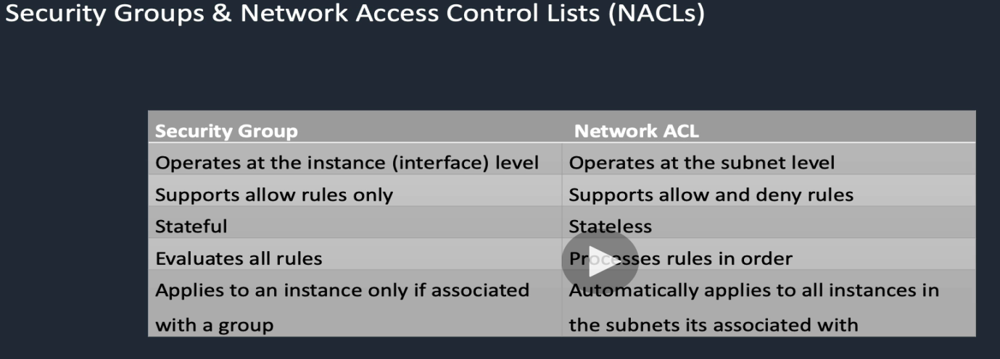 Security Groups & Network Access Control Lists (NACLs)
Security Group
Network ACL
Operates at the instance (interface) level
Operates at the subnet level
Supports allow rules only
Supports allow and deny rules
Stateful
Stateless
Evaluates all rules
Processes rules in order
Applies to an instance only if associated
with a group
Automatically applies to all instances in
the subnets its associated with